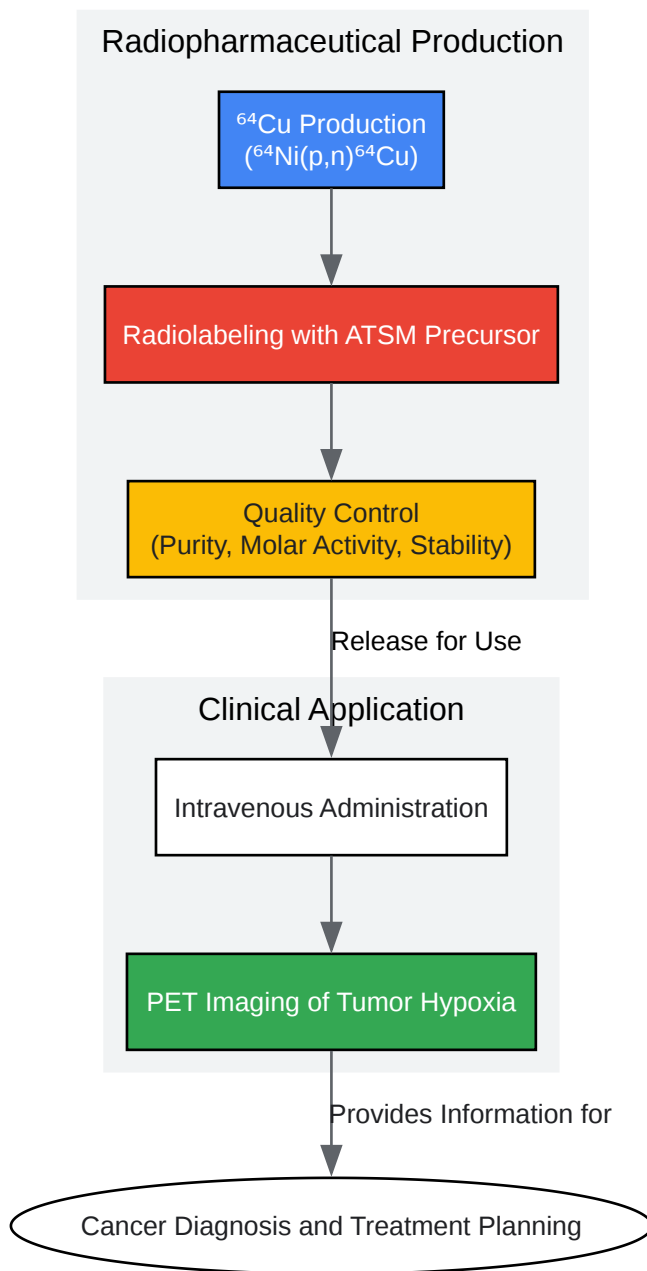 Radiopharmaceutical Production
⁶⁴Cu Production
(⁶⁴Ni(p,n)⁶⁴Cu)
Radiolabeling with ATSM Precursor
Quality Control
(Purity, Molar Activity, Stability)
Release for Use
Clinical Application
Intravenous Administration
PET Imaging of Tumor Hypoxia
Provides Information for
Cancer Diagnosis and Treatment Planning